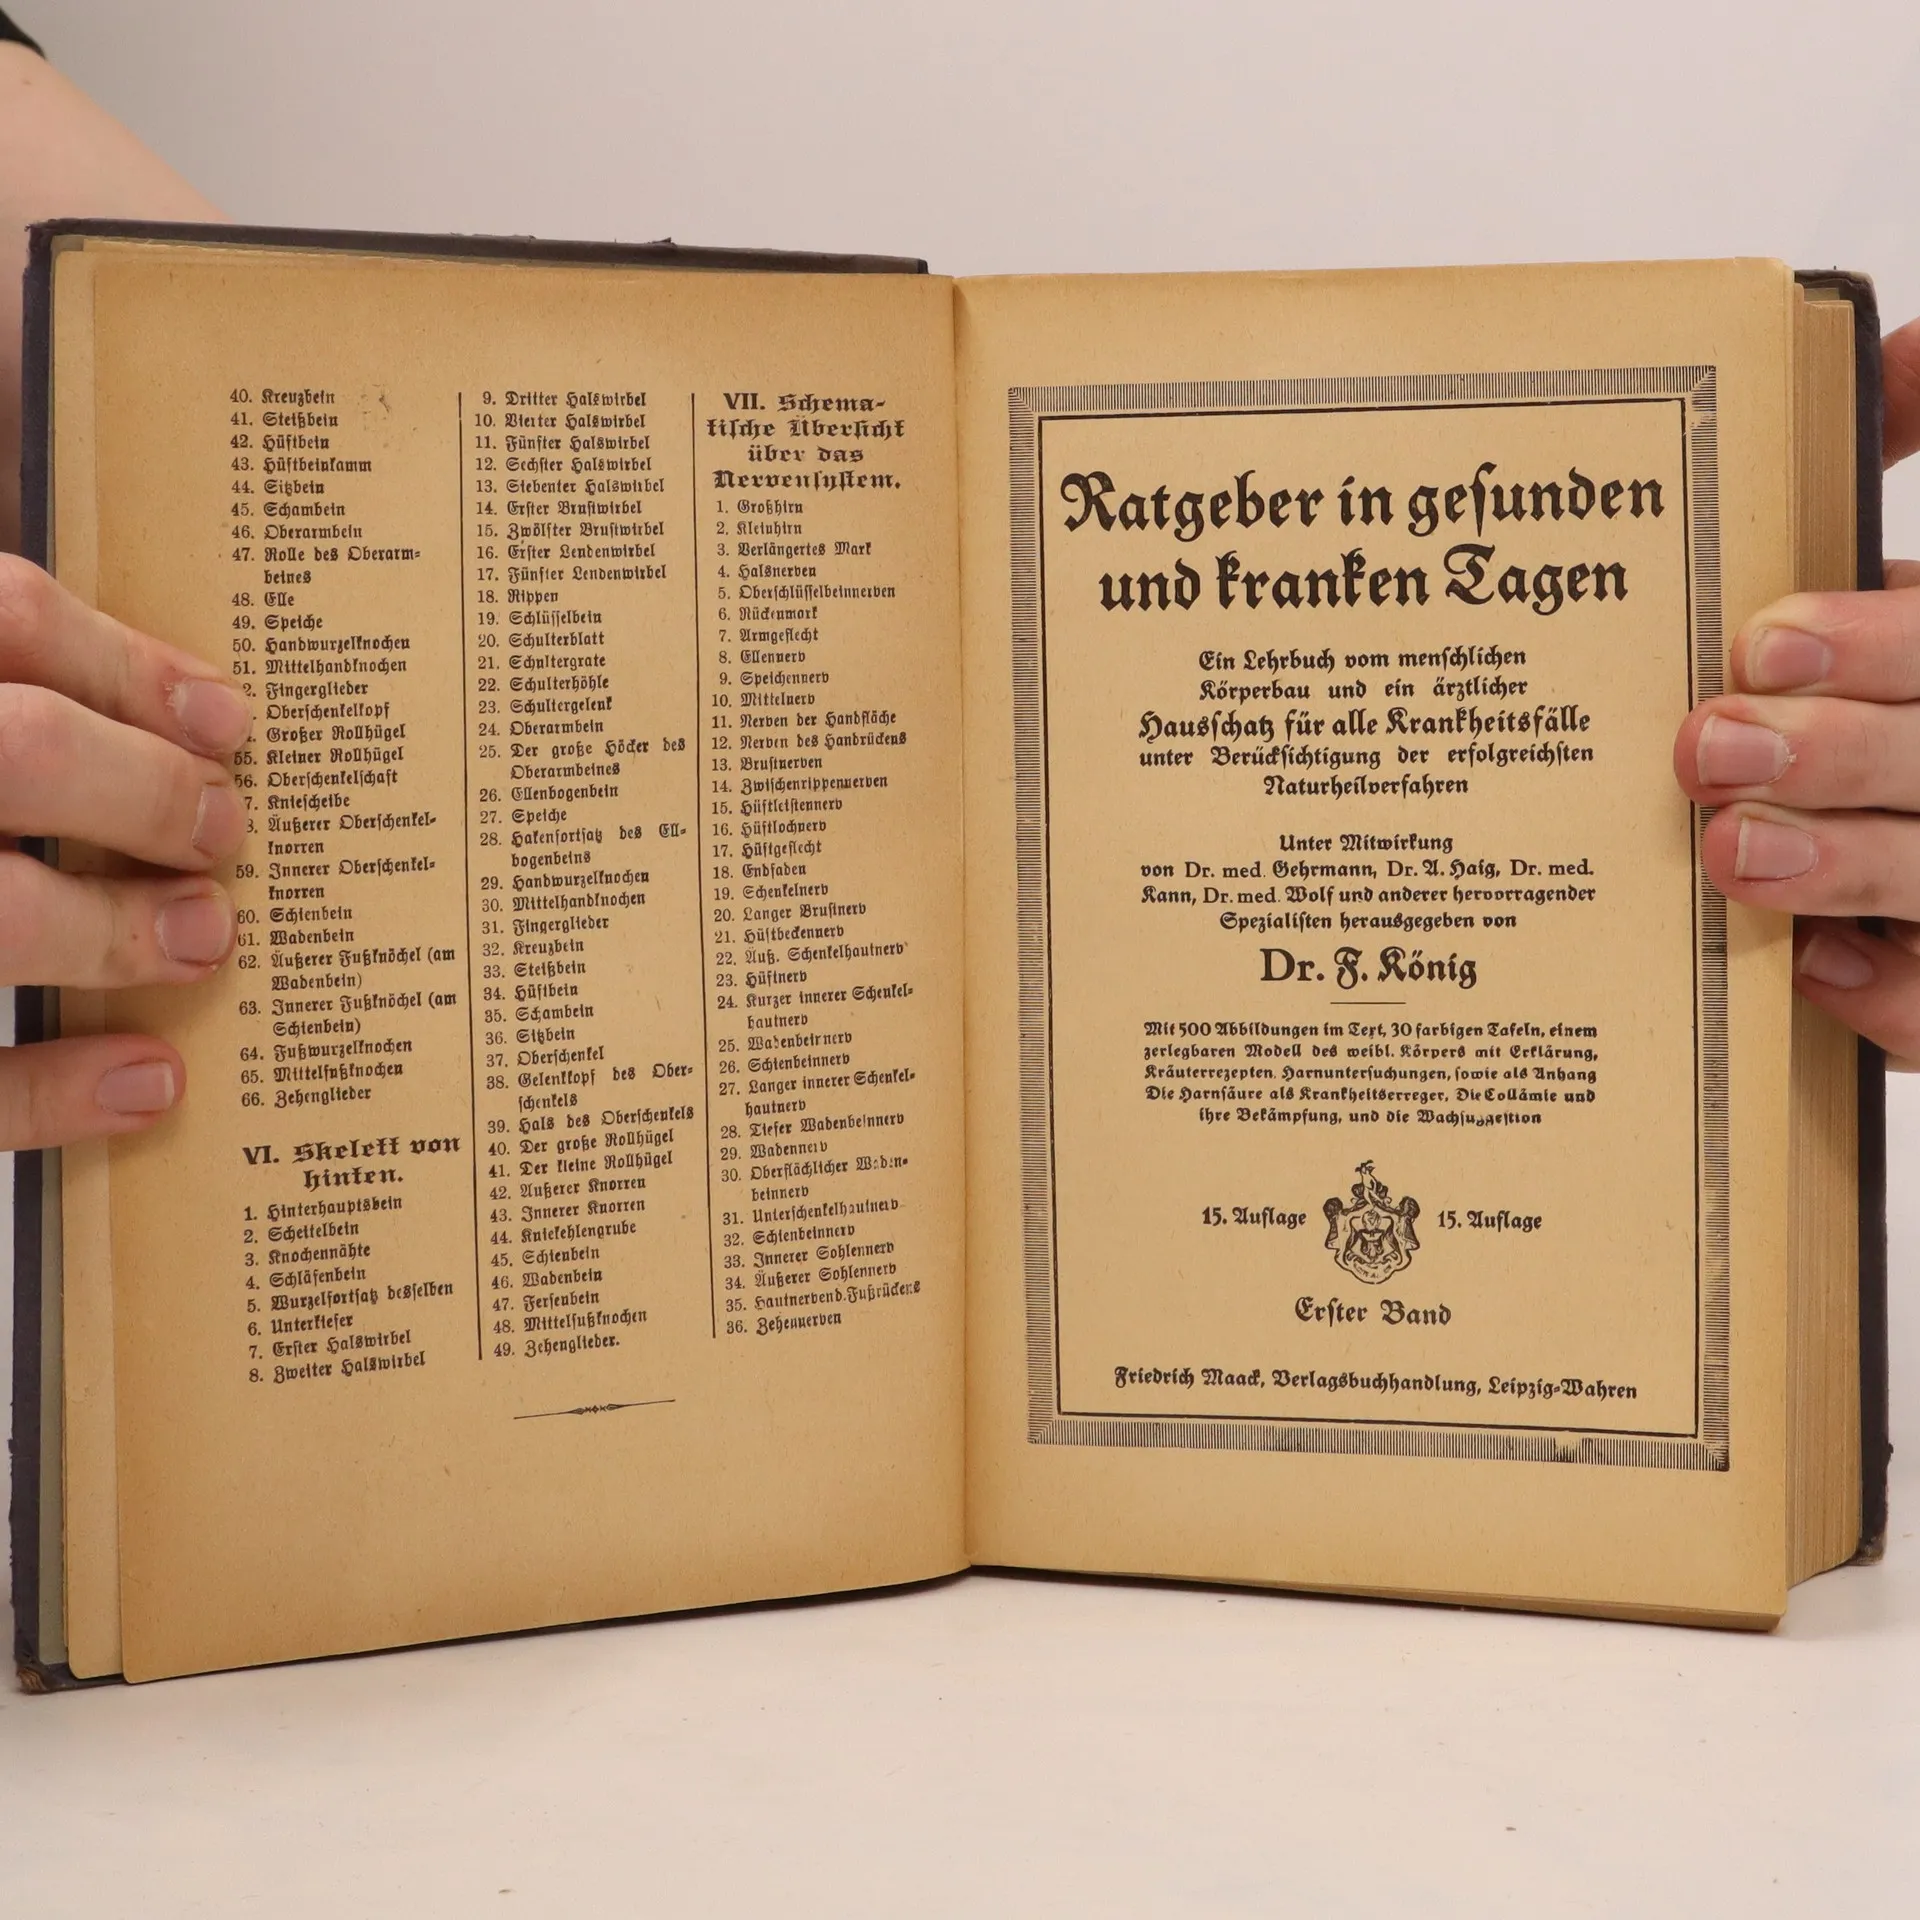 40. Kreuzbein
41. Steißbein
42. Hüftbein
43. Hüftbeinkamm
44. Sitzbein
45. Schambein
46. Oberarmbein
47. Rolle des Oberarm-
beines
48. Elle
49. Speiche
50. Handwurzelknochen
51. Mittelhandknochen
2. Fingerglieder
Oberschenkelkopf
Großer Rollhügel
55. Kleiner Rollhügel
56. Oberschenkelschaft
7. Kniescheibe
Äußerer Oberschenkel-
knorren
59. Innerer Oberschenkel-
knorren
60. Schienbein
61. Wadenbein
62. Äußerer Fußknöchel (am
Wadenbein)
63. Innerer Fußknöchel (am
Schienbein)
64. Fußwurzelknochen
65. Mittelfußknochen
66. Zehenglieder
VI. Skelett von
hinten.
1. Hinterhauptsbein
2. Scheitelbein
3. Knochennähte
4. Schläfenbein
5. Wurzelfortsatz desselben
6. Unterkiefer
7. Erster Halswirbel
8. Zweiter Halswirbel
9. Dritter Halswirbel
10. Vierter Halswirbel
11. Fünfter Halswirbel
12. Sechster Halswirbel
13. Siebenter Halswirbel
14. Erster Brustwirbel
15. Zwölfter Brustwirbel
16. Erster Lendenwirbel
17. Fünfter Lendenwirbel
18. Rippen
19. Schlüsselbein
20. Schulterblatt
21. Schultergrate
22. Schulterhöhle
23. Schultergelenk
24. Oberarmbein
25. Der große Höcker des
Oberarmbeines
26. Ellenbogenbein
27. Speiche
28. Hakenfortsatz des Ell-
bogenbeins
29. Handwurzelknochen
30. Mittelhandknochen
31. Fingerglieder
32. Kreuzbein
33. Steißbein
34. Hüftbein
35. Schambein
36. Sitzbein
37. Oberschenkel
38. Gelenkkopf des Ober-
schenkels
39. Hals des Oberschenkels
40. Der große Rollhügel
41. Der kleine Rollhügel
42. Äußerer Knorren
43. Innerer Knorren
44. Kniekehlengrube
45. Schienbein
46. Wadenbein
47. Fersenbein
48. Mittelfußknochen
49. Zehenglieder.
VII. Schema-
tische Übersicht
über das
Nervensystem.
1. Großhirn
2. Kleinhirn
3. Verlängertes Mark
4. Halsnerven
5. Oberschlüsselbeinnerven
6. Rückenmark
7. Armgeflecht
8. Ellennerv
9. Speichennerv
10. Mittelnerv
11. Nerven der Handfläche
12. Nerven des Handrückens
13. Brustnerven
14. Zwischenrippennerven
15. Hüftleistennerv
16. Hüftlochnerv
17. Hüftgeflecht
18. Endfaden
19. Schenkelnerv
20. Langer Brustnerv
21. Hüftbeckennerv
22. Äuß. Schenkelhautnerv
23. Hüftnerv
24. Kurzer innerer Schenkel-
hautnerv
25. Wadenbeinnerv
26. Schienbeinnerv
27. Langer innerer Schenkel-
hautnerv
28. Tiefer Wadenbeinnerv
29. Wadennerv
30. Oberflächlicher Waden-
beinnerv
31. Unterschenkelhautnerv
32. Schienbeinnerv
33. Innerer Sohlennerv
34. Äußerer Sohlennerv
35. Hautnerven d. Fußrückens
36. Zehennerven
Ratgeber in gesunden
und kranken Tagen
Ein Lehrbuch vom menschlichen
Körperbau und ein ärztlicher
Hausschatz für alle Krankheitsfälle
unter Berücksichtigung der erfolgreichsten
Naturheilverfahren
Unter Mitwirkung
von Dr. med. Gehrmann, Dr. A. Haig, Dr. med.
Kann, Dr. med. Wolf und anderer hervorragender
Spezialisten herausgegeben von
Dr. F. König
Mit 500 Abbildungen im Text, 30 farbigen Tafeln, einem
zerlegbaren Modell des weibl. Körpers mit Erklärung,
Kräuterrezepten, Harnuntersuchungen, sowie als Anhang
Die Harnsäure als Krankheitserreger, Die Collämie und
ihre Bekämpfung, und die Wachsuggestion
15. Auflage 15. Auflage
Erster Band
Friedrich Maack, Verlagsbuchhandlung, Leipzig-Wahren